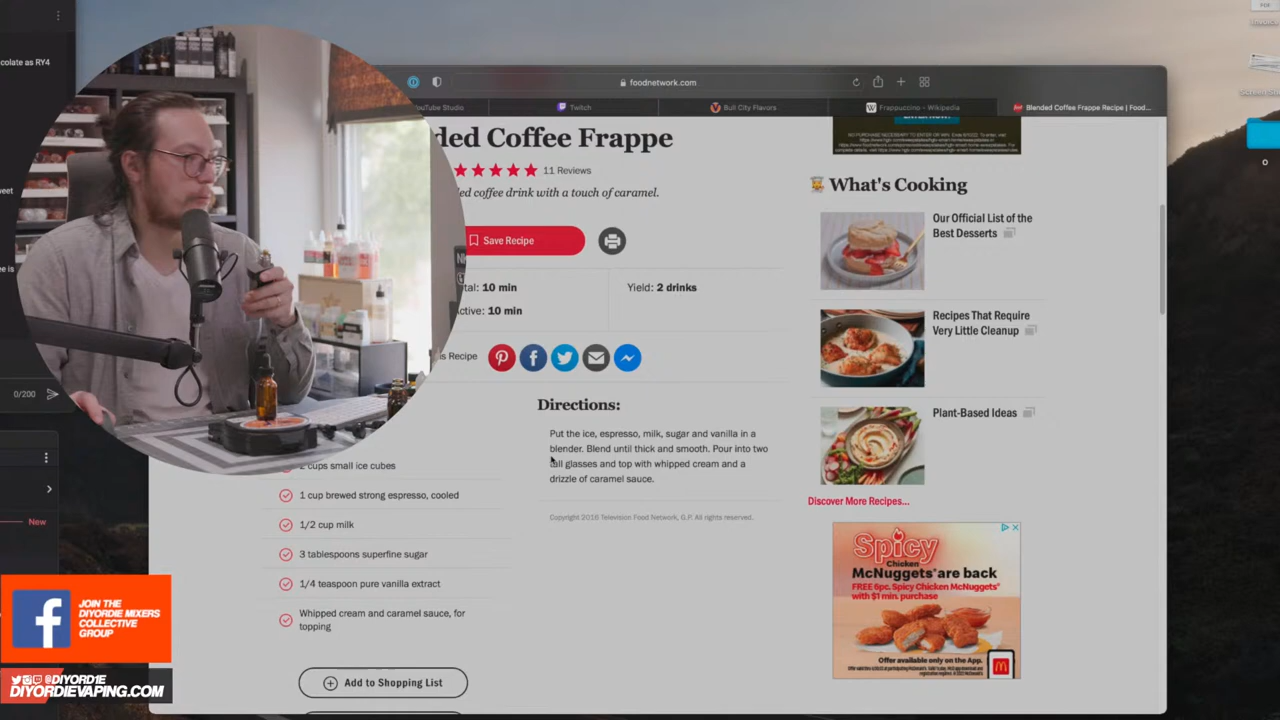 colate as RY4
weet
ee is
0/200
New
JOIN THE
DIYORDIE MIXERS
COLLECTIVE
GROUP
@DIYORDIE
DIYORDIEVAPING.COM
foodnetwork.com
YouTube Studio
Twitch
Bull City Flavors
Frappuccino - Wikipedia
Blended Coffee Frappe Recipe | Food...
ded Coffee Frappe
11 Reviews
ded coffee drink with a touch of caramel.
Save Recipe
tal: 10 min
Yield: 2 drinks
ctive: 10 min
is Recipe
Directions:
Put the ice, espresso, milk, sugar and vanilla in a
blender. Blend until thick and smooth. Pour into two
tall glasses and top with whipped cream and a
drizzle of caramel sauce.
Copyright 2016 Television Food Network, G.P. All rights reserved.
2 cups small ice cubes
1 cup brewed strong espresso, cooled
1/2 cup milk
3 tablespoons superfine sugar
1/4 teaspoon pure vanilla extract
Whipped cream and caramel sauce, for
topping
Add to Shopping List
What's Cooking
Our Official List of the
Best Desserts
Recipes That Require
Very Little Cleanup
Plant-Based Ideas
Discover More Recipes...
Spicy
Chicken
McNuggets® are back
FREE 6pc. Spicy Chicken McNuggets®
with $1 min. purchase
Offer available only on the App.
PDF
Invoice